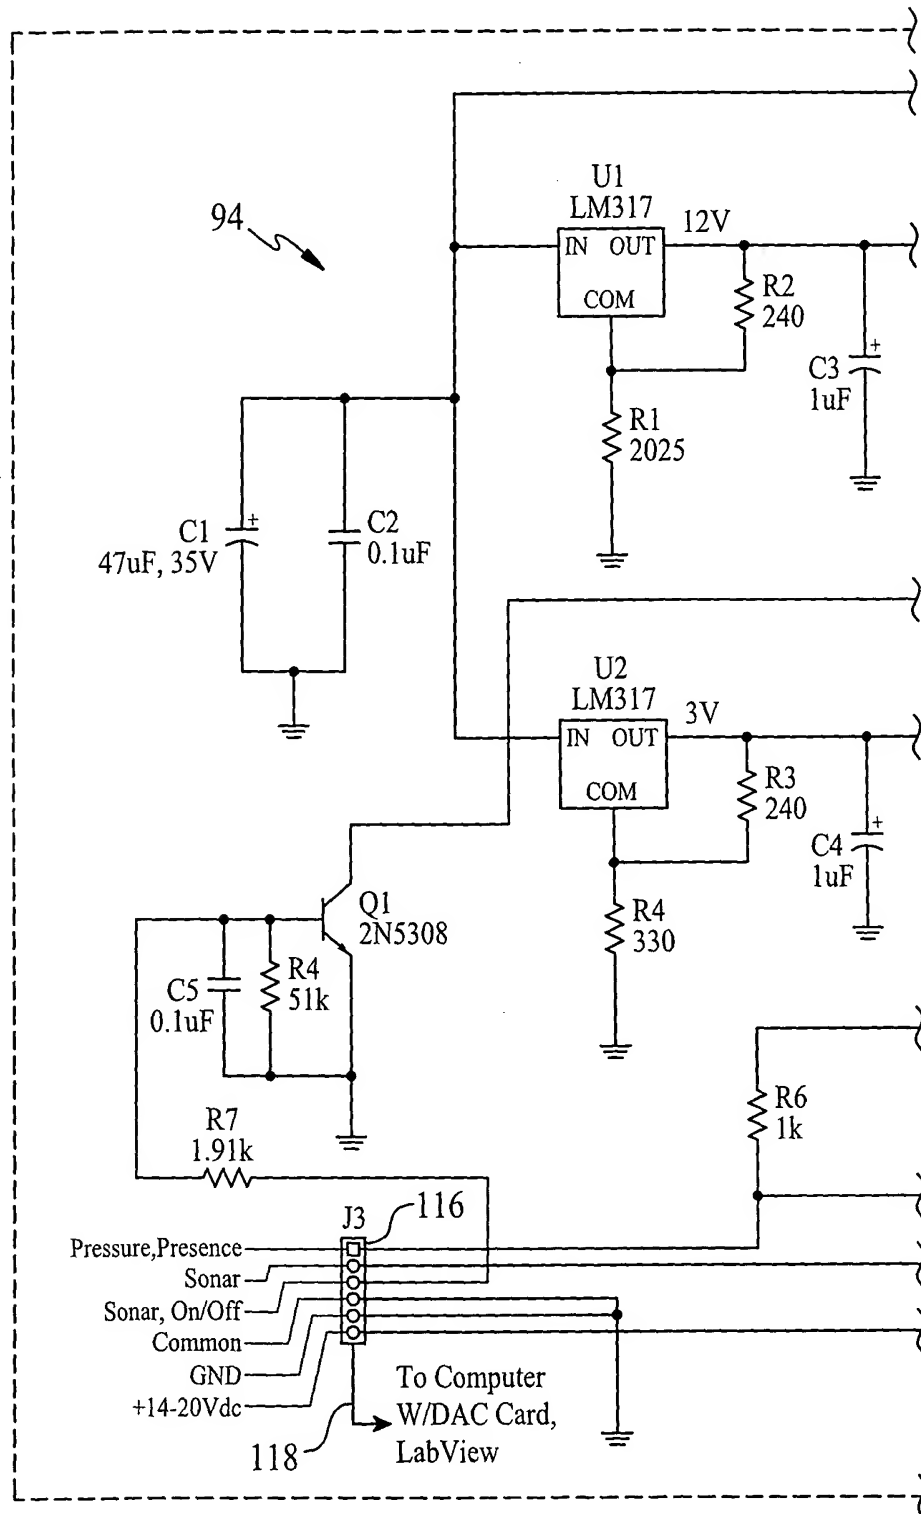 94
U1
LM317
12V
IN OUT
COM
R2
240
C3
+
1uF
R1
2025
C1
+
47uF, 35V
C2
0.1uF
U2
LM317
3V
IN OUT
COM
R3
240
C4
+
1uF
R4
330
Q1
2N5308
C5
0.1uF
R4
51k
R6
1k
R7
1.91k
J3
116
Pressure,Presence
Sonar
Sonar, On/Off
Common
GND
+14-20Vdc
118
To Computer
W/DAC Card,
LabView